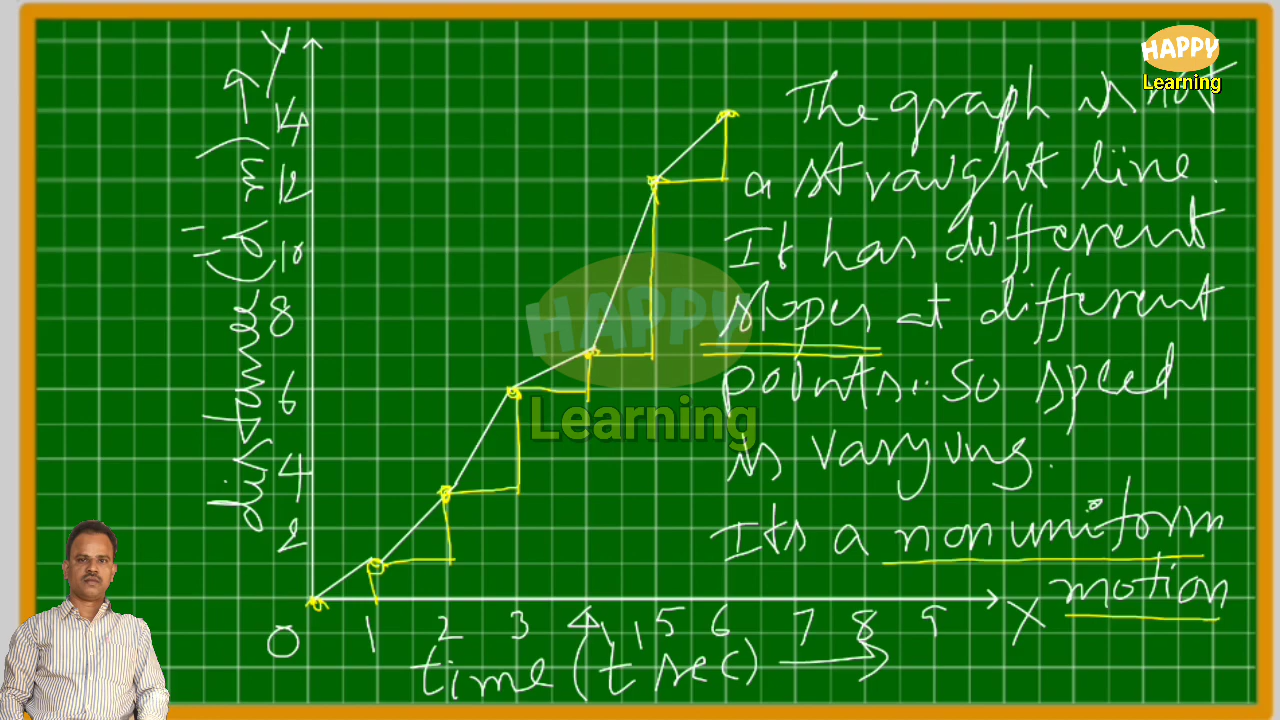 HAPPY
Learning
The graph is not
a straight line.
It has different
slopes at different
points. So speed
is varying.
Its a nonuniform
motion
HAPPY
Learning
Y
14
12
10
8
6
4
2
0 1 2 3 4 5 6 7 8 9 X
time (t sec)
distance (d in m)